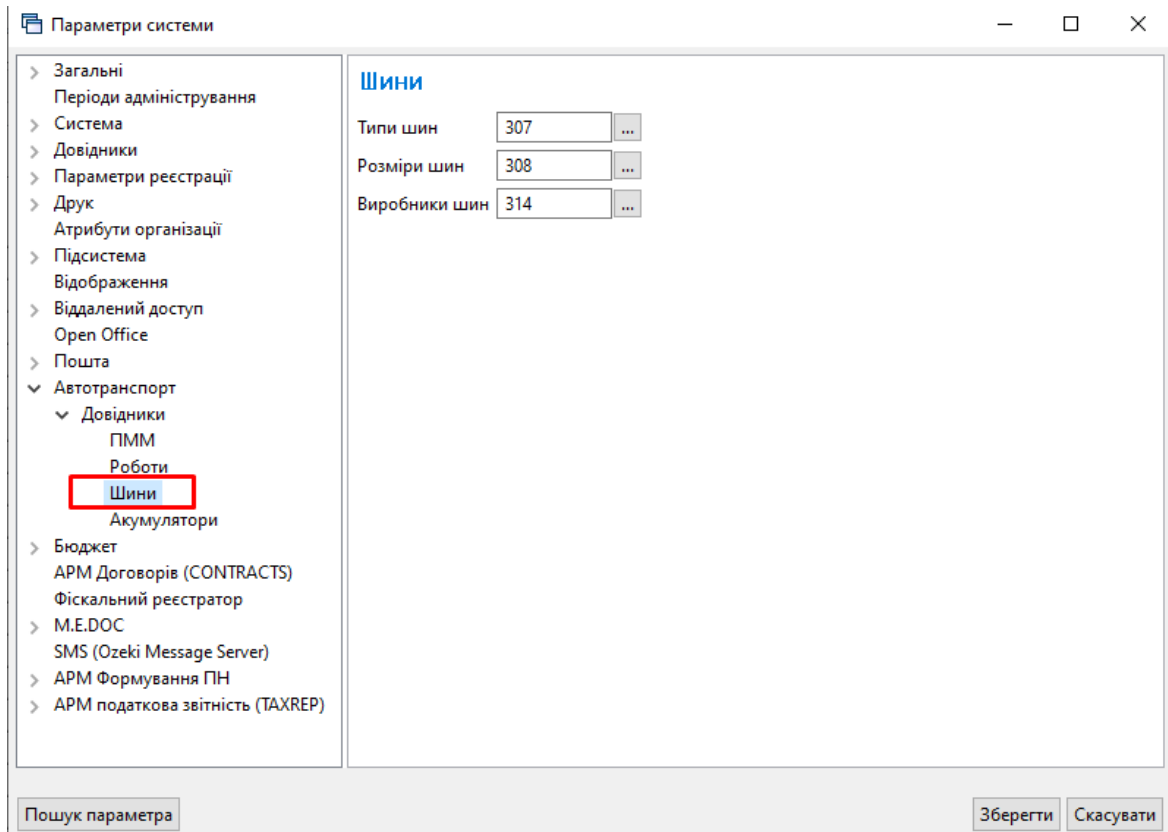 Параметри системи
Загальні
Періоди адміністрування
Система
Довідники
Параметри реєстрації
Друк
Атрибути організації
Підсистема
Відображення
Віддалений доступ
Open Office
Пошта
Автотранспорт
Довідники
ПММ
Роботи
Шини
Акумулятори
Бюджет
АРМ Договорів (CONTRACTS)
Фіскальний реєстратор
M.E.DOC
SMS (Ozeki Message Server)
АРМ Формування ПН
АРМ податкова звітність (TAXREP)
Шини
Типи шин 307 ...
Розміри шин 308 ...
Виробники шин 314 ...
Пошук параметра
Зберегти Скасувати